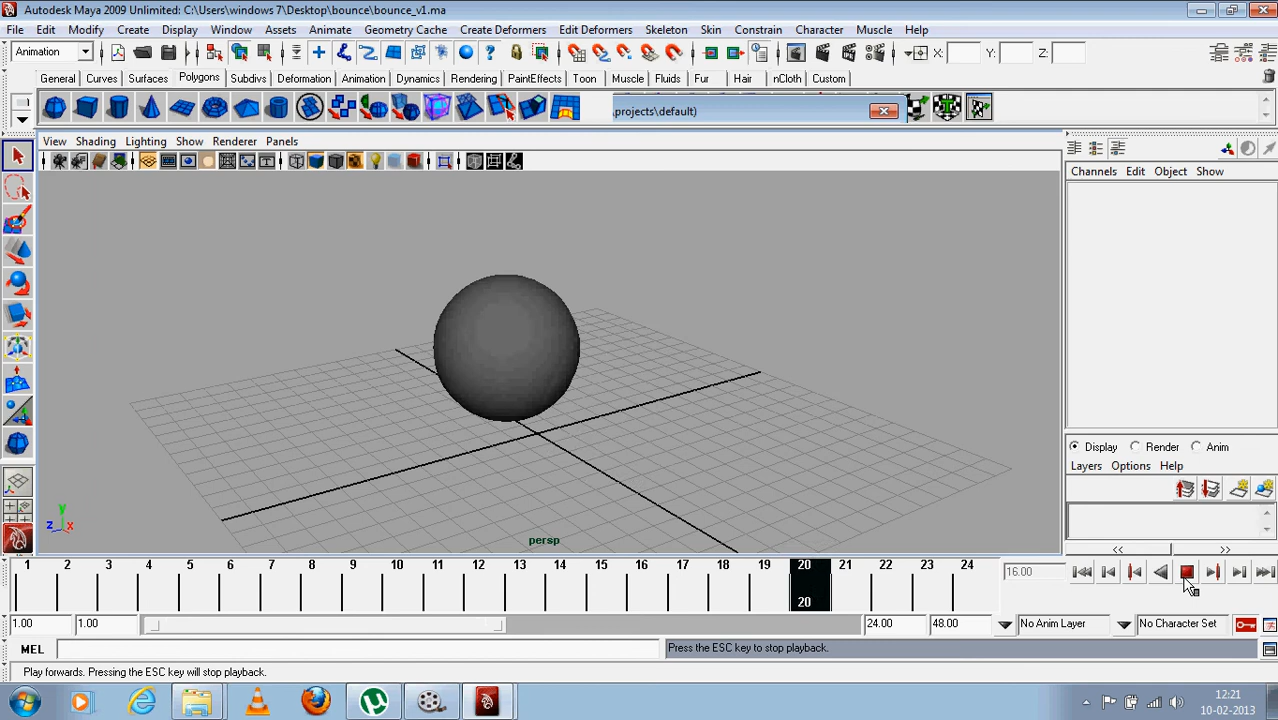 Autodesk Maya 2009 Unlimited: C:\Users\windows 7\Desktop\bounce\bounce_v1.ma
File Edit Modify Create Display Window Assets Animate Geometry Cache Create Deformers Edit Deformers Skeleton Skin Constrain Character Muscle Help
Animation X: Y: Z:
General Curves Surfaces Polygons Subdivs Deformation Animation Dynamics Rendering PaintEffects Toon Muscle Fluids Fur Hair nCloth Custom
.projects\default)
View Shading Lighting Show Renderer Panels
Channels Edit Object Show
Display Render Anim
Layers Options Help
y
z x
persp
<< >>
1 2 3 4 5 6 7 8 9 10 11 12 13 14 15 16 17 18 19 20 21 22 23 24
20
16.00
1.00 1.00 24.00 48.00 No Anim Layer No Character Set
MEL Press the ESC key to stop playback.
Play forwards. Pressing the ESC key will stop playback.
12:21
10-02-2013